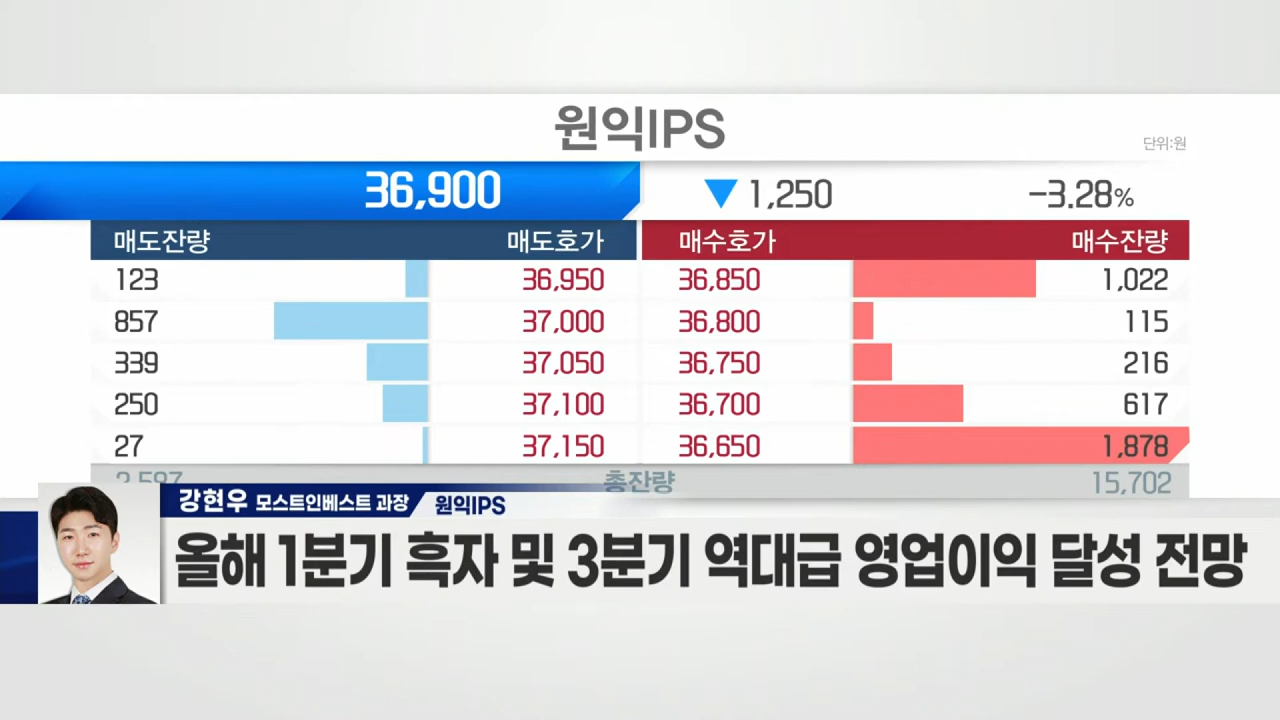 원익IPS
단위:원
36,900 ▼ 1,250 -3.28%
매도잔량 매도호가 매수호가 매수잔량
123 36,950 36,850 1,022
857 37,000 36,800 115
339 37,050 36,750 216
250 37,100 36,700 617
27 37,150 36,650 1,878
총잔량 15,702
강현우 모스트인베스트 과장 원익IPS
올해 1분기 흑자 및 3분기 역대급 영업이익 달성 전망